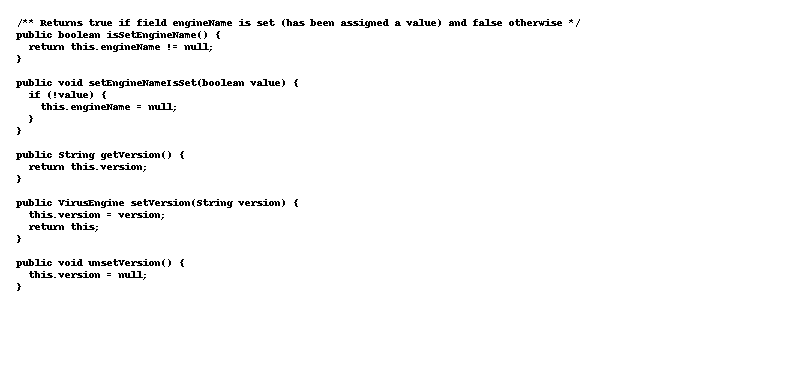 /** Returns true if field engineName is set (has been assigned a value) and false otherwise */
public boolean isSetEngineName() {
  return this.engineName != null;
}

public void setEngineNameIsSet(boolean value) {
  if (!value) {
    this.engineName = null;
  }
}

public String getVersion() {
  return this.version;
}

public VirusEngine setVersion(String version) {
  this.version = version;
  return this;
}

public void unsetVersion() {
  this.version = null;
}